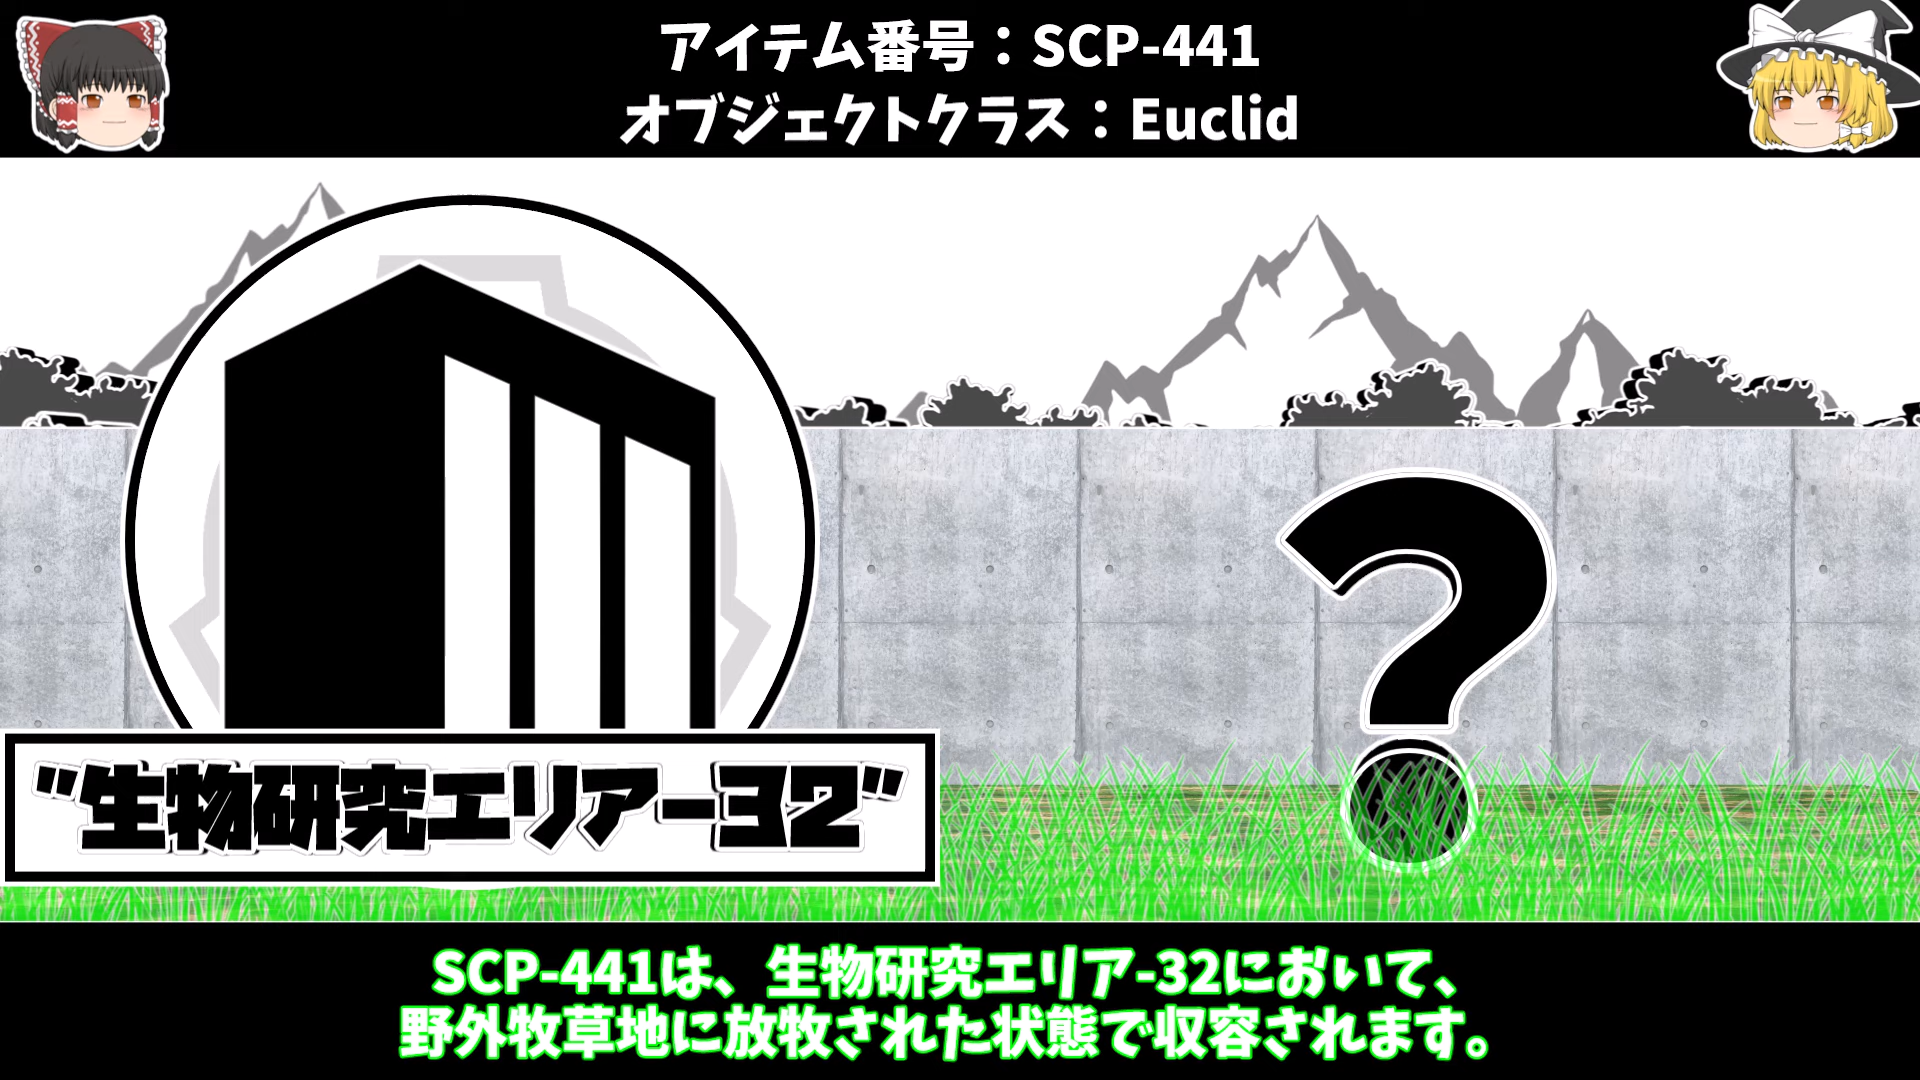 アイテム番号：SCP-441
オブジェクトクラス：Euclid
"生物研究エリア-32"
SCP-441は、生物研究エリア-32において、
野外牧草地に放牧された状態で収容されます。